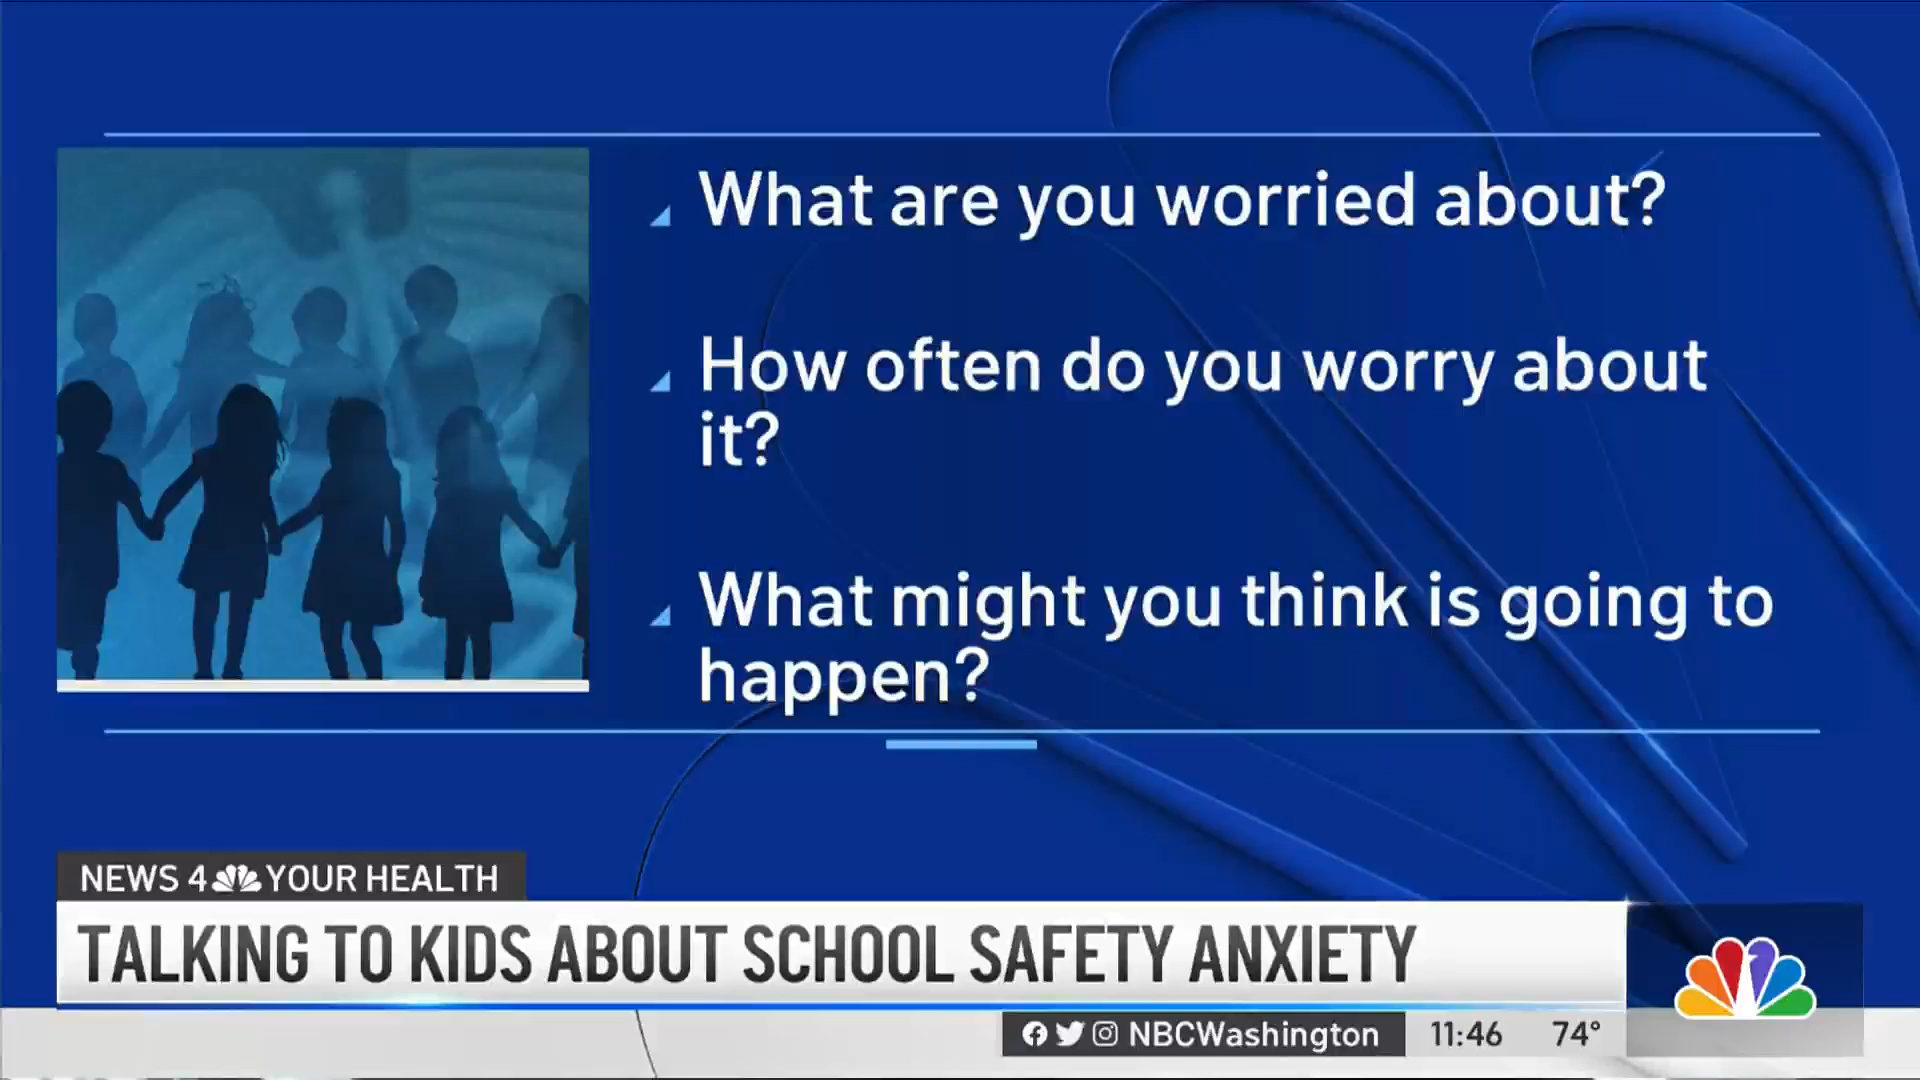 What are you worried about?
How often do you worry about
it?
What might you think is going to
happen?
NEWS 4 YOUR HEALTH
TALKING TO KIDS ABOUT SCHOOL SAFETY ANXIETY
NBCWashington 11:46 74°